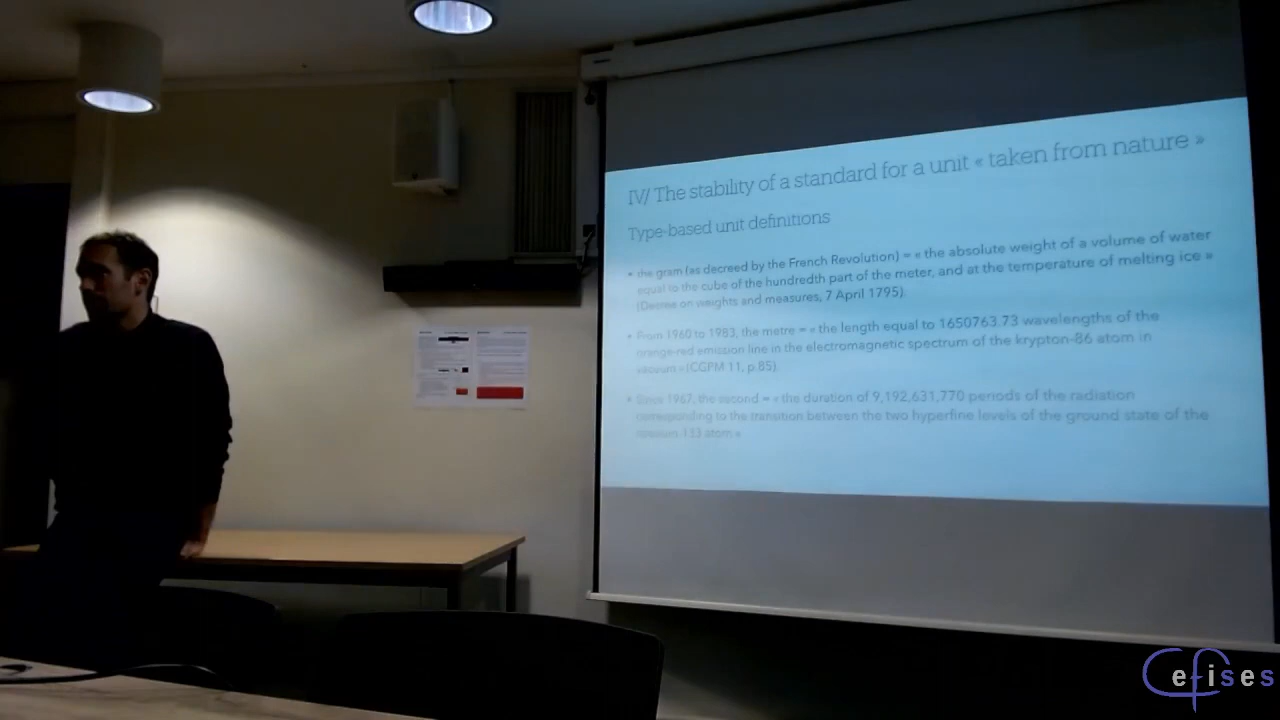 IV/ The stability of a standard for a unit « taken from nature »
Type-based unit definitions
• the gram (as decreed by the French Revolution) = « the absolute weight of a volume of water
equal to the cube of the hundredth part of the meter, and at the temperature of melting ice »
(Decree on weights and measures, 7 April 1795).
• From 1960 to 1983, the metre = « the length equal to 1650763.73 wavelengths of the
orange-red emission line in the electromagnetic spectrum of the krypton-86 atom in
vacuum » (CGPM 11, p.85).
• Since 1967, the second = « the duration of 9,192,631,770 periods of the radiation
corresponding to the transition between the two hyperfine levels of the ground state of the
caesium-133 atom »
Cefises